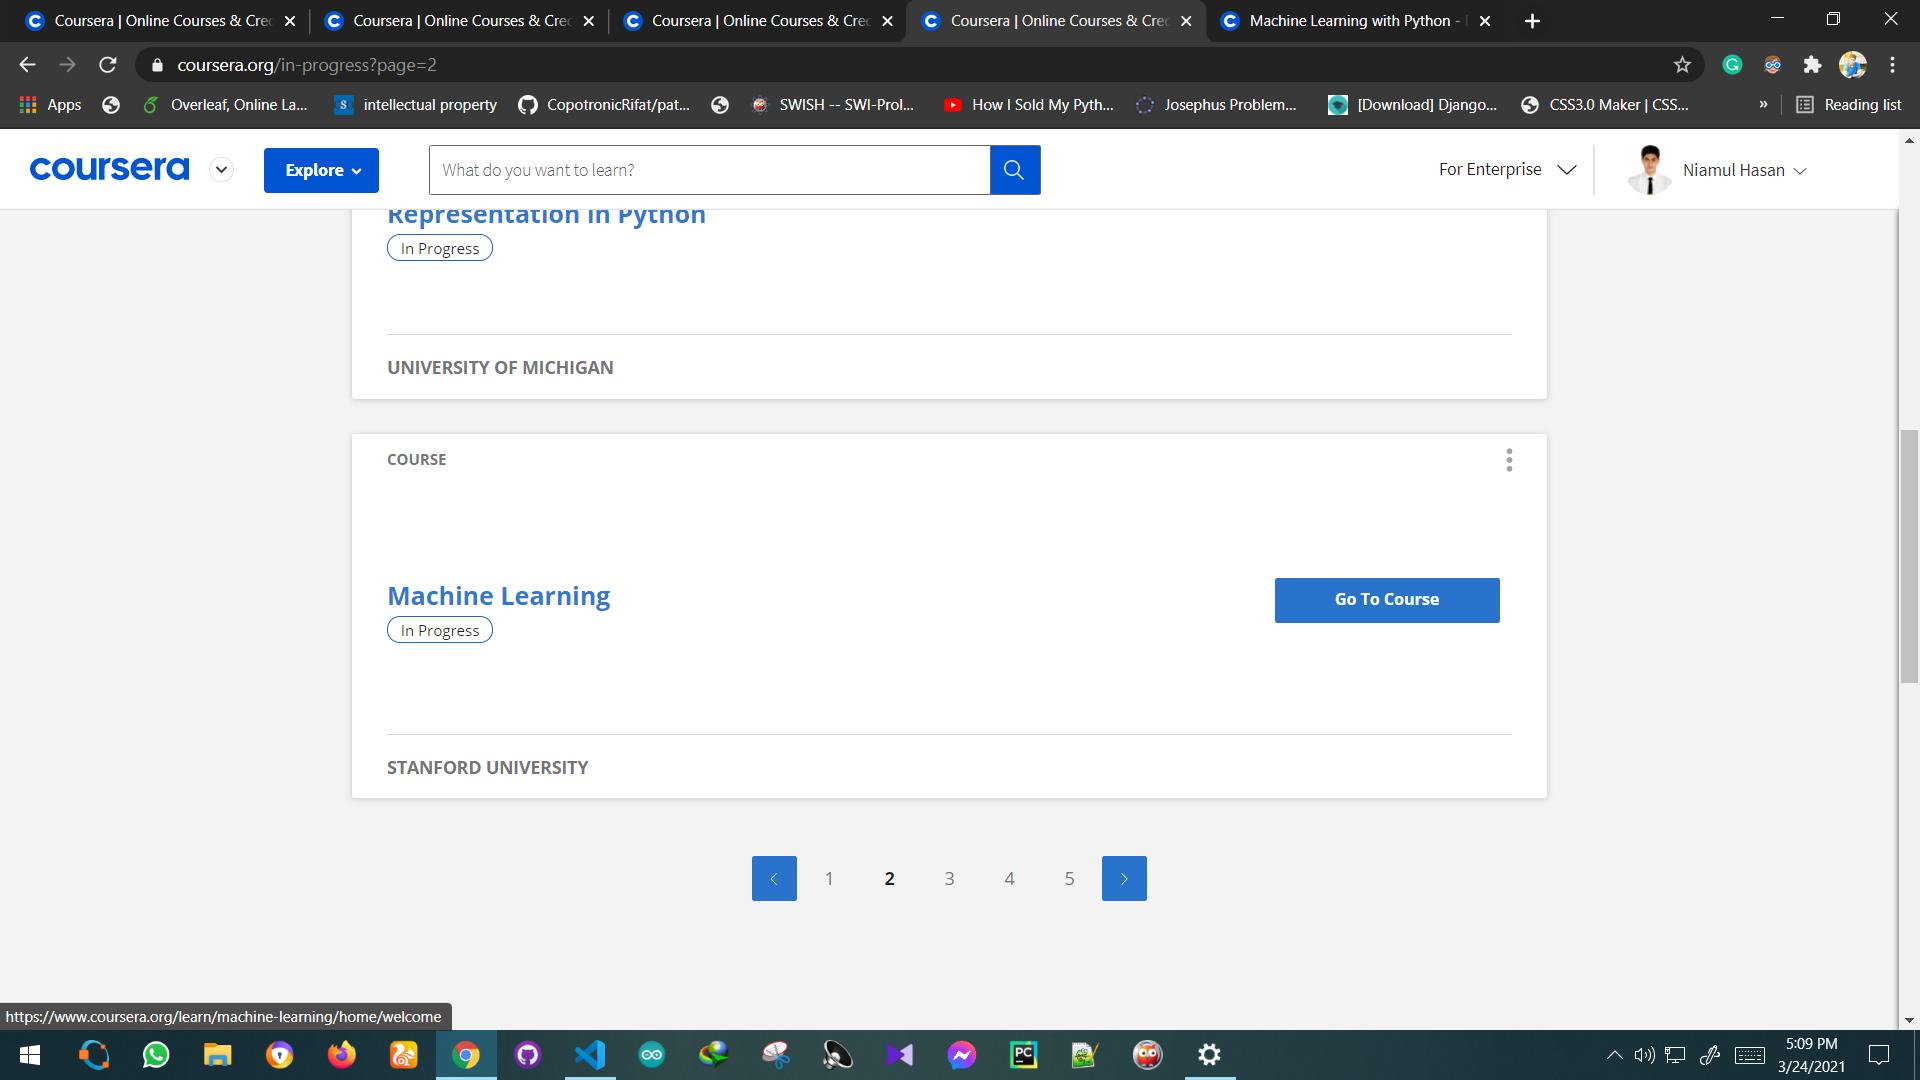 Coursera | Online Courses & Cred
Coursera | Online Courses & Cred
Coursera | Online Courses & Cred
Coursera | Online Courses & Cred
Machine Learning with Python -
coursera.org/in-progress?page=2
Apps
Overleaf, Online La...
intellectual property
CopotronicRifat/pat...
SWISH -- SWI-Prol...
How I Sold My Pyth...
Josephus Problem...
[Download] Django...
CSS3.0 Maker | CSS...
»
Reading list
coursera
Explore
What do you want to learn?
For Enterprise
Niamul Hasan
Representation in Python
In Progress
UNIVERSITY OF MICHIGAN
COURSE
Machine Learning
In Progress
Go To Course
STANFORD UNIVERSITY
1 2 3 4 5
https://www.coursera.org/learn/machine-learning/home/welcome
5:09 PM
3/24/2021